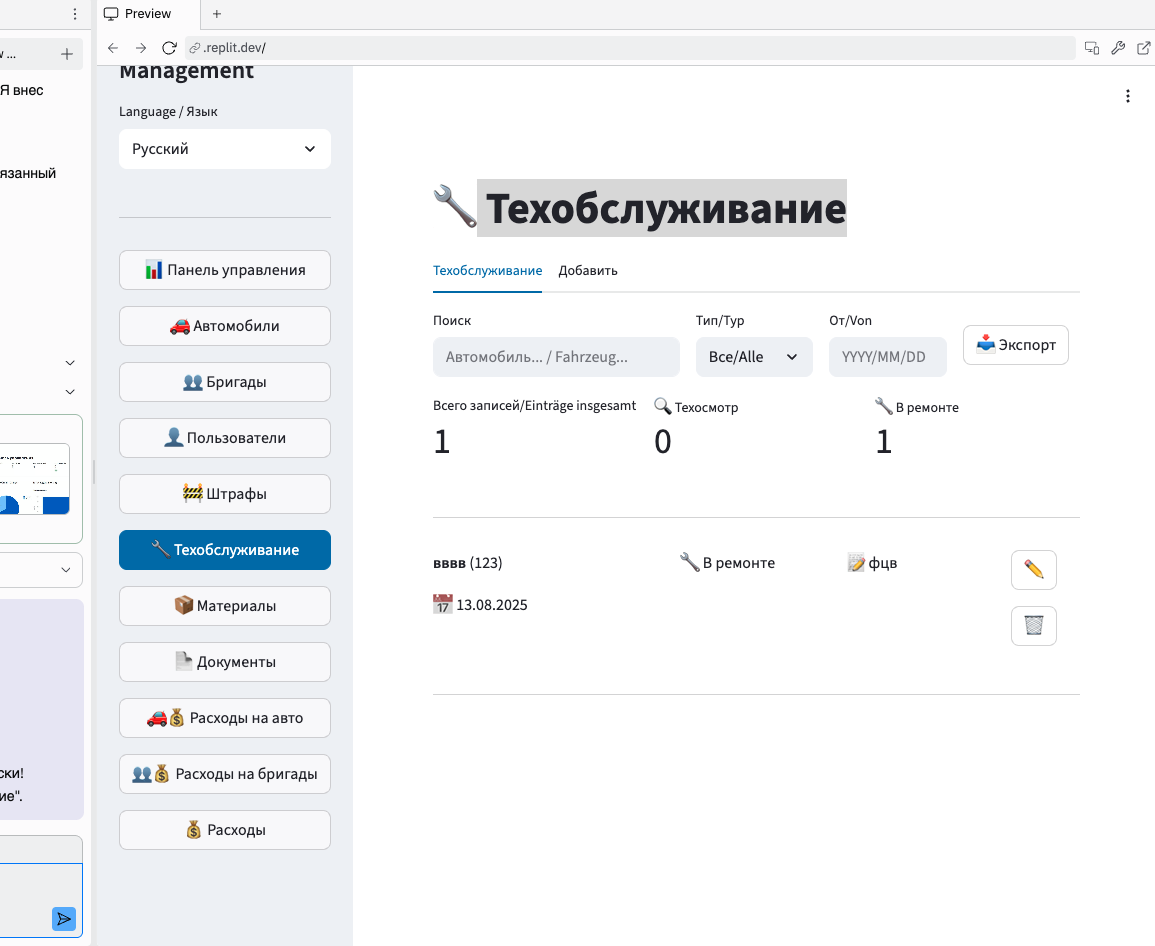 Preview
.replit.dev/
Я внес
язанный
ски!
ие".
Management
Language / Язык
Русский
Панель управления
Автомобили
Бригады
Пользователи
Штрафы
Техобслуживание
Материалы
Документы
Расходы на авто
Расходы на бригады
Расходы
Техобслуживание
Техобслуживание Добавить
Поиск Тип/Typ От/Von
Автомобиль... / Fahrzeug... Все/Alle YYYY/MM/DD Экспорт
Всего записей/Einträge insgesamt Техосмотр В ремонте
1 0 1
вввв (123) В ремонте фцв
17 13.08.2025